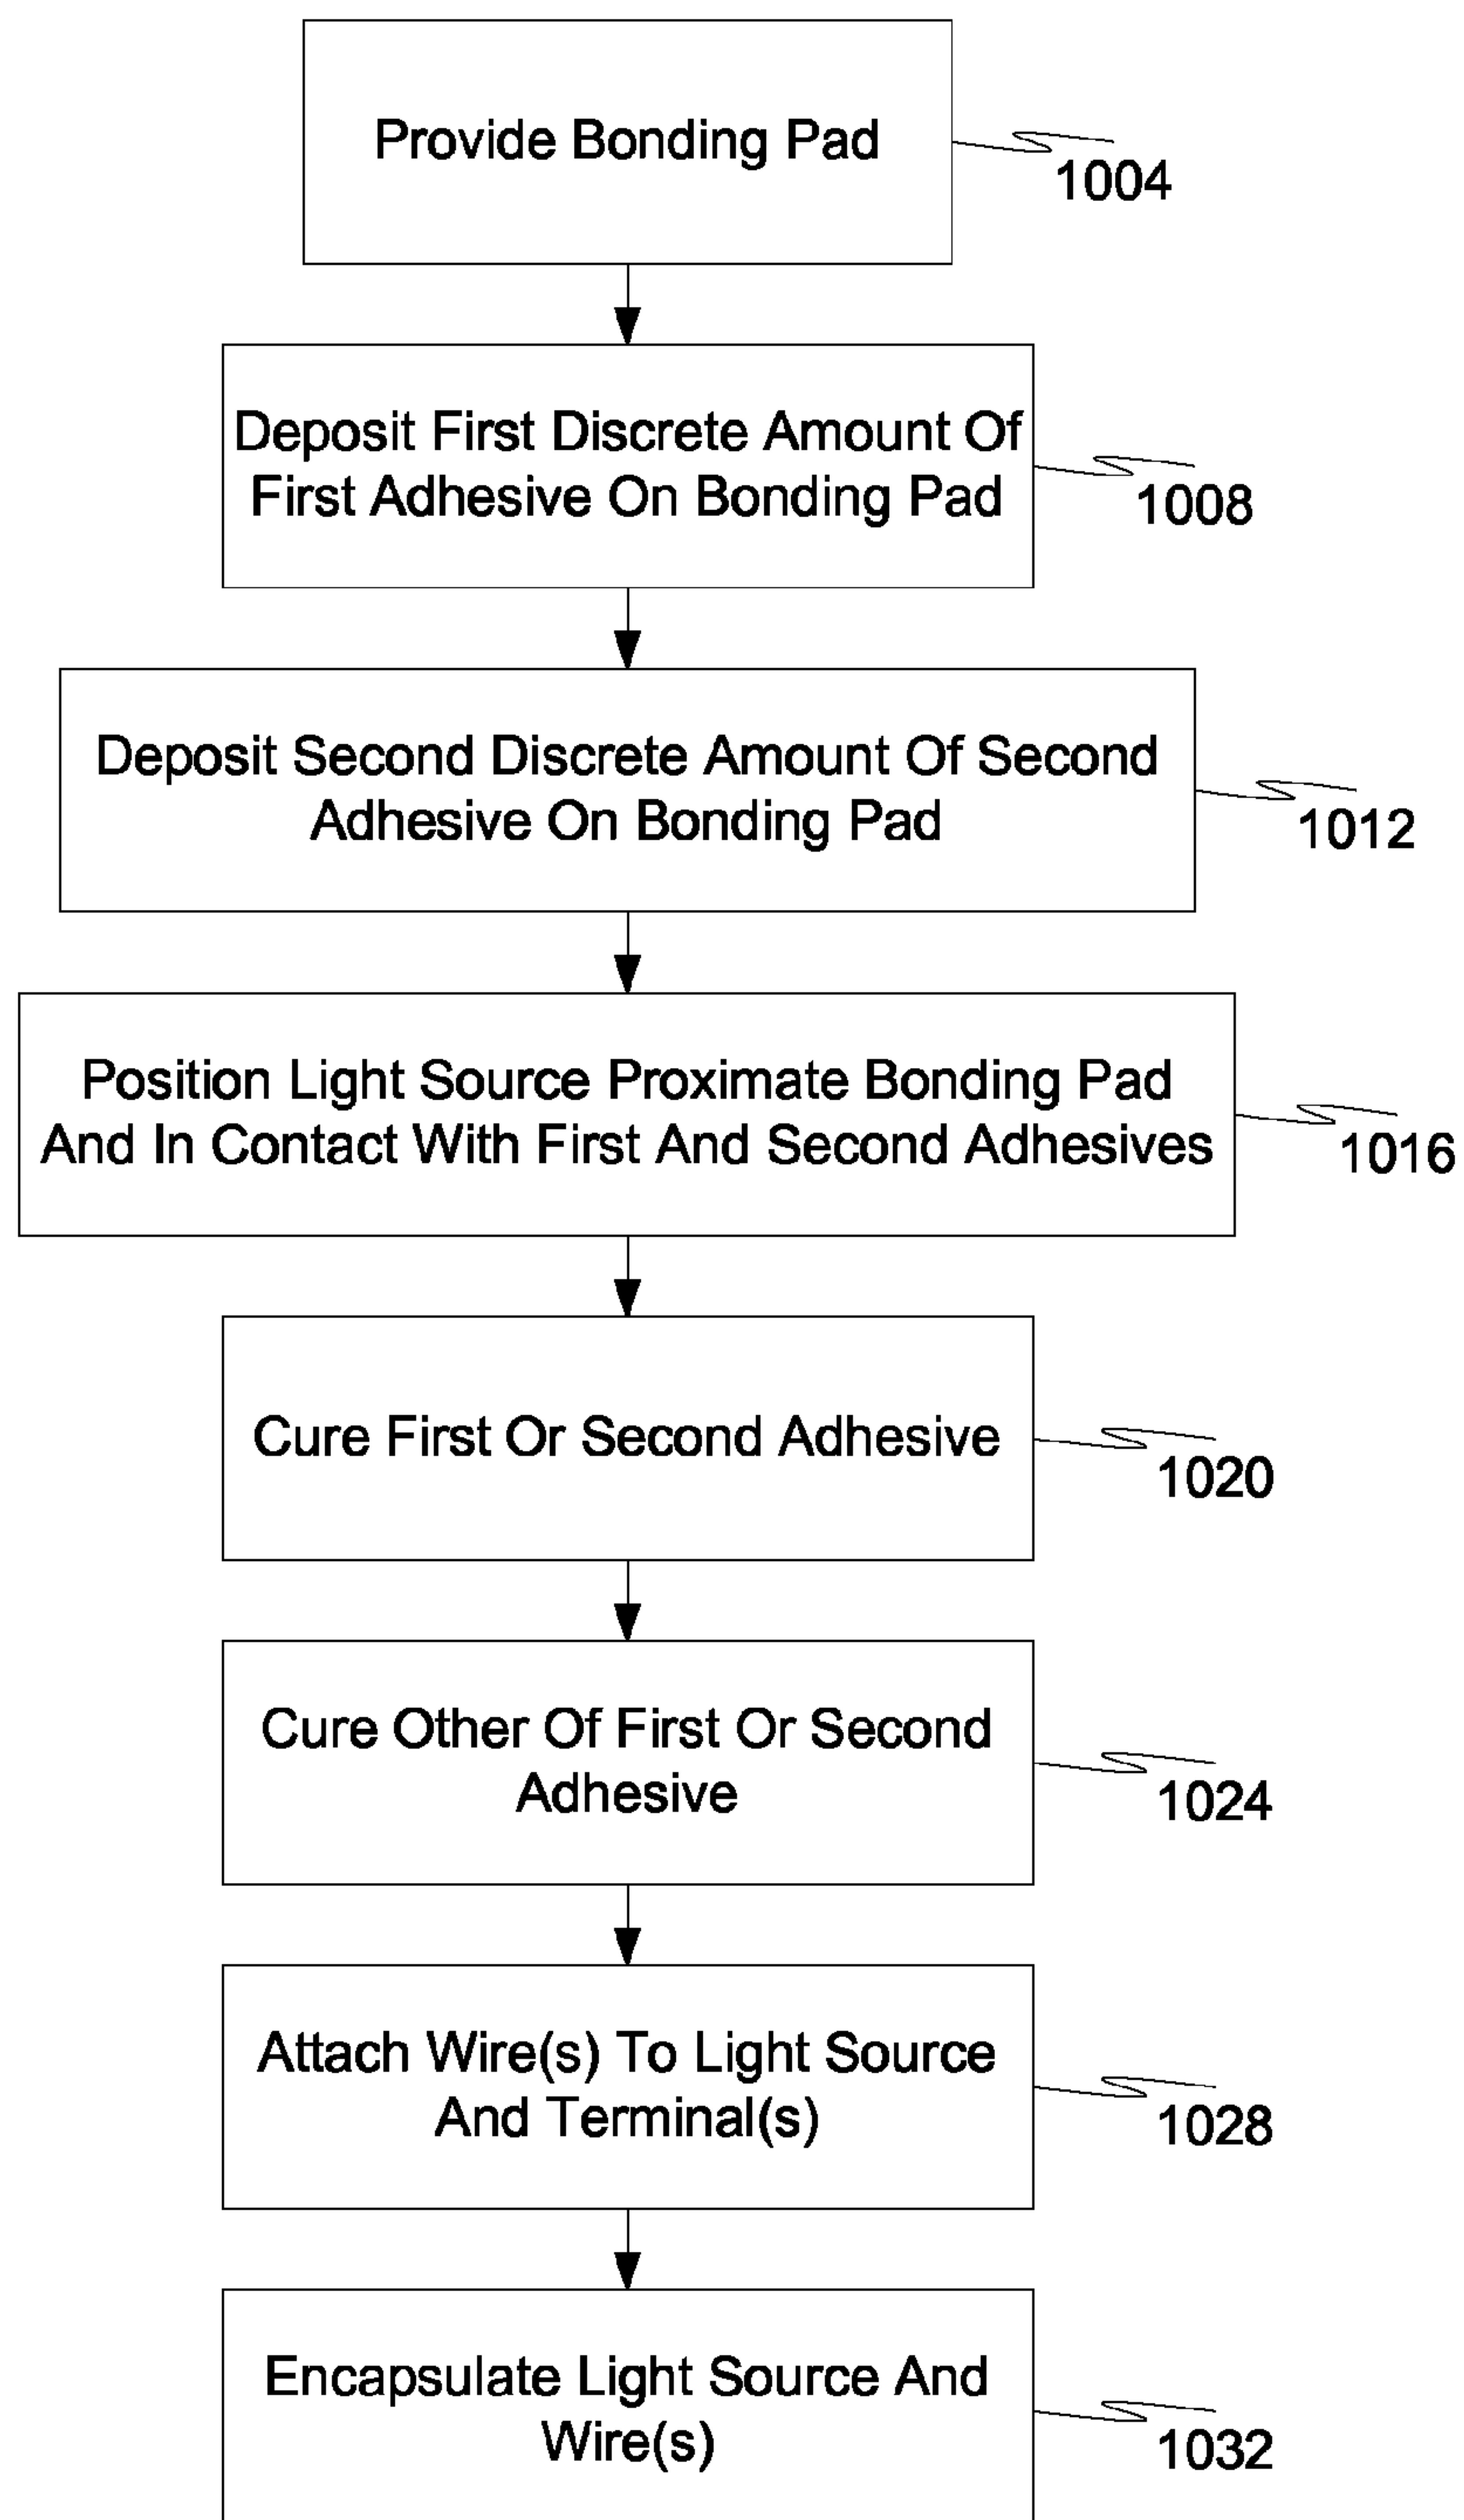 Provide Bonding Pad
1004
Deposit First Discrete Amount Of
First Adhesive On Bonding Pad
1008
Deposit Second Discrete Amount Of Second
Adhesive On Bonding Pad
1012
Position Light Source Proximate Bonding Pad
And In Contact With First And Second Adhesives
1016
Cure First Or Second Adhesive
1020
Cure Other Of First Or Second
Adhesive
1024
Attach Wire(s) To Light Source
And Terminal(s)
1028
Encapsulate Light Source And
Wire(s)
1032